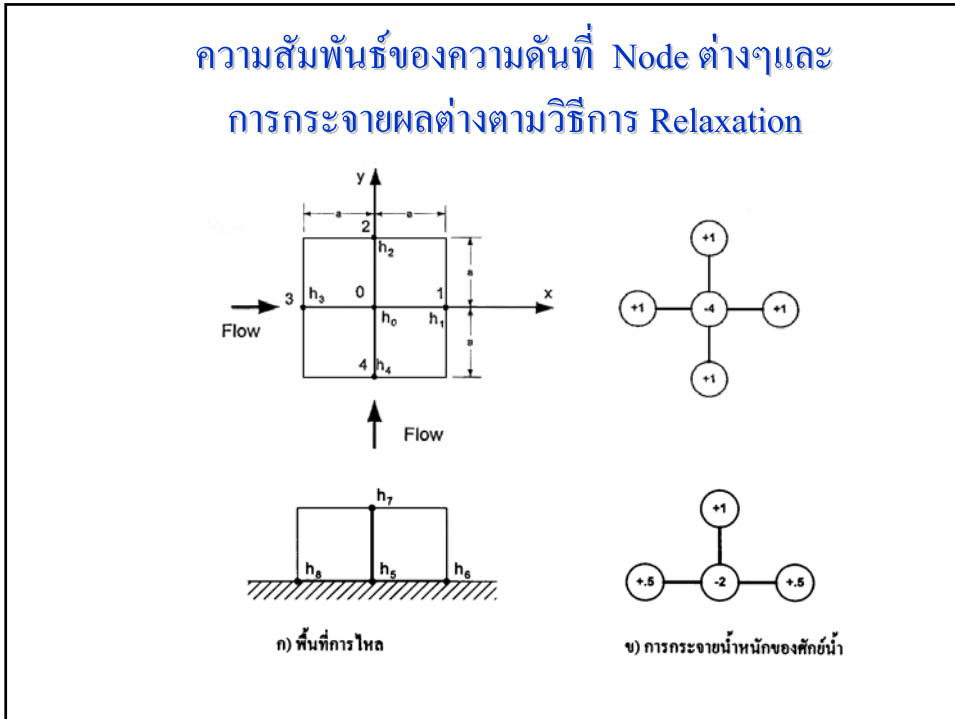 ความสัมพันธ์ของความดันที่ Node ต่างๆและ
การกระจายผลต่างตามวิธีการ Relaxation
y
a a
2
h₂
a
3 h₃ 0 1 x
h₀ h₁
Flow
a
4 h₄
Flow
+1
+1 -4 +1
+1
h₇
h₈ h₅ h₆
+1
+.5 -2 +.5
ก) พื้นที่การไหล
ข) การกระจายน้ำหนักของศักย์น้ำ